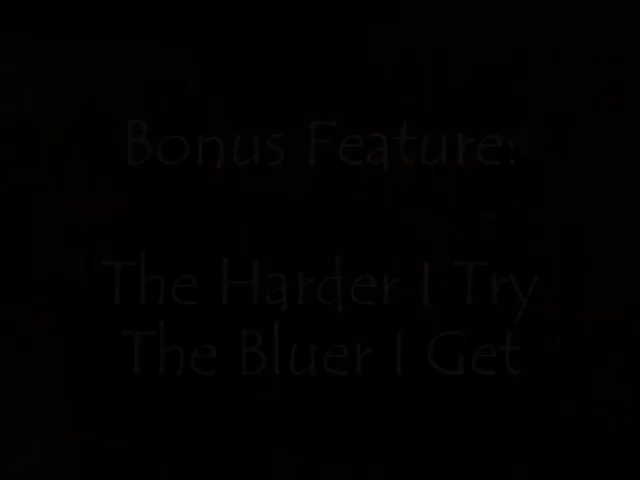 Bonus Feature:
The Harder I Try
The Bluer I Get